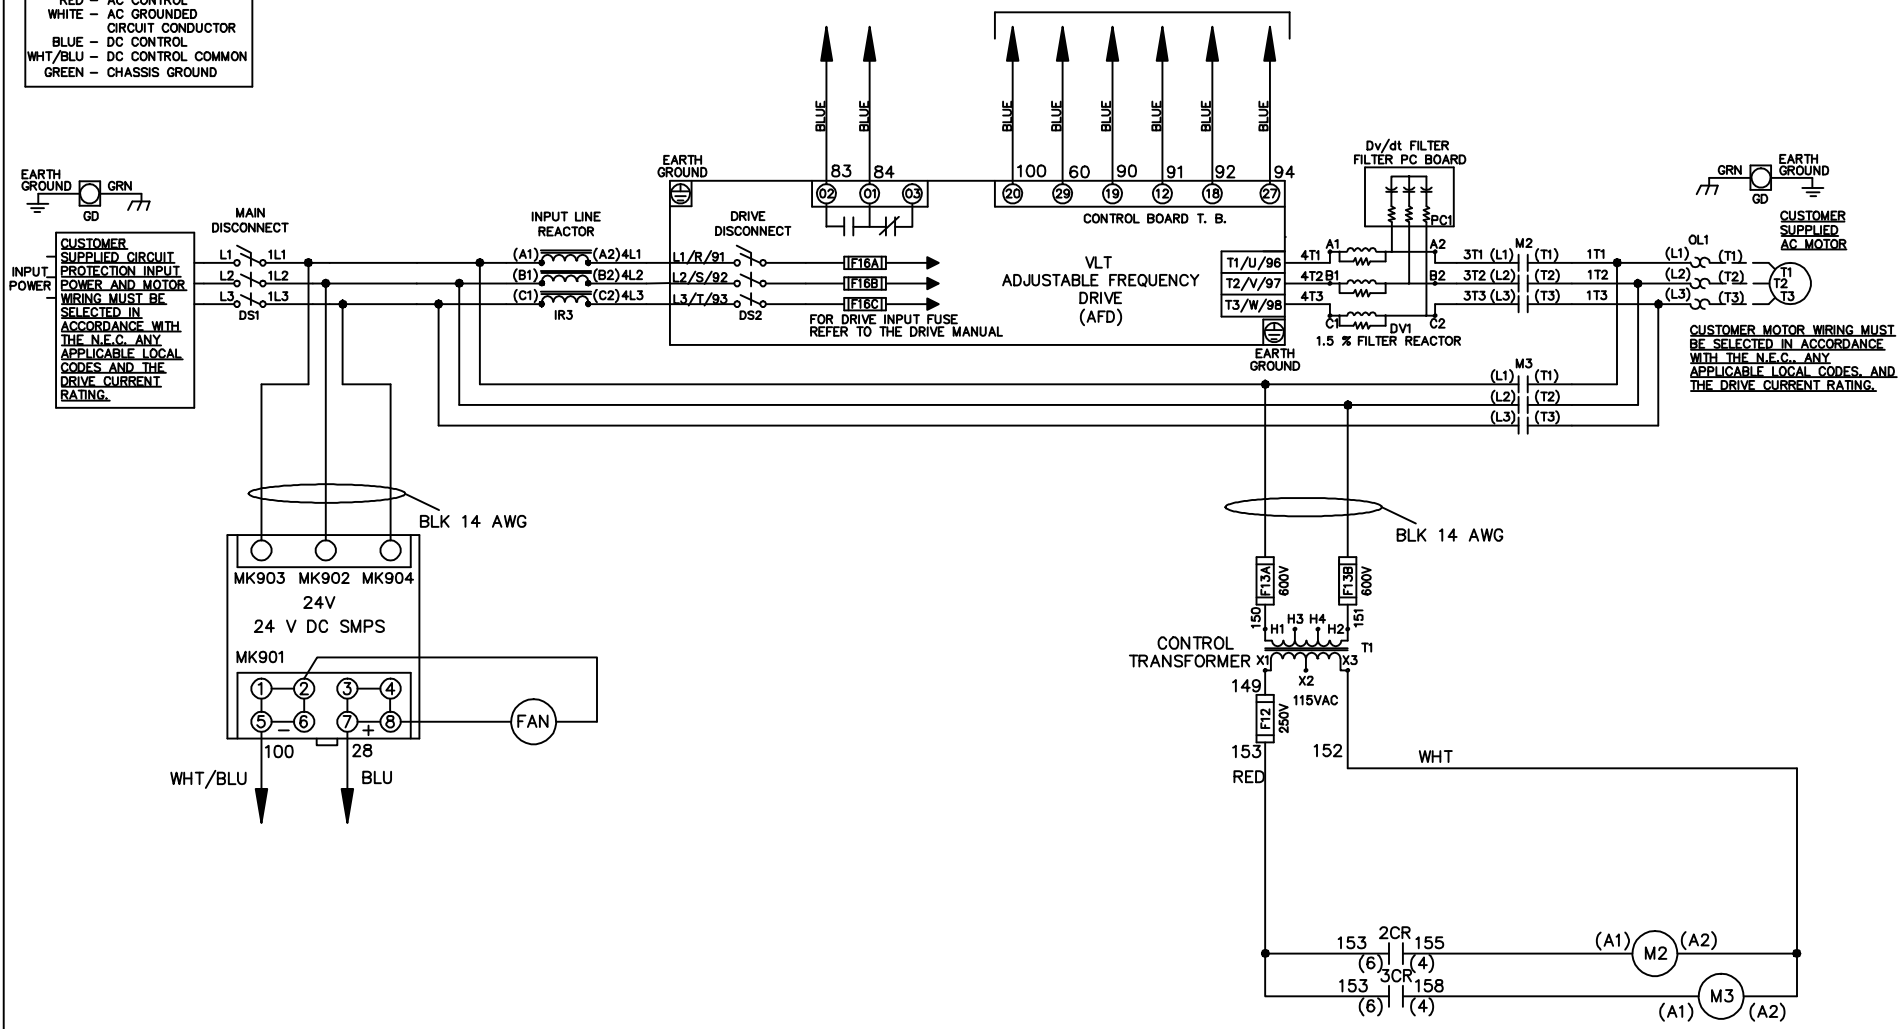 RED – AC CONTROL
WHITE – AC GROUNDED
CIRCUIT CONDUCTOR
BLUE – DC CONTROL
WHT/BLU – DC CONTROL COMMON
GREEN – CHASSIS GROUND
BLUE
BLUE
BLUE
BLUE
BLUE
BLUE
BLUE
BLUE
EARTH
GROUND
GRN
GD
MAIN
DISCONNECT
INPUT LINE
REACTOR
EARTH
GROUND
DRIVE
DISCONNECT
83
84
02
01
03
100
60
90
91
92
94
20
29
19
12
18
27
CONTROL BOARD T. B.
Dv/dt FILTER
FILTER PC BOARD
PC1
GRN
EARTH
GROUND
GD
CUSTOMER
SUPPLIED
AC MOTOR
INPUT
POWER
CUSTOMER
SUPPLIED CIRCUIT
PROTECTION INPUT
POWER AND MOTOR
WIRING MUST BE
SELECTED IN
ACCORDANCE WITH
THE N.E.C. ANY
APPLICABLE LOCAL
CODES AND THE
DRIVE CURRENT
RATING.
L1
1L1
L2
1L2
L3
1L3
DS1
(A1)
(A2)
4L1
(B1)
(B2)
4L2
(C1)
(C2)
4L3
IR3
L1/R/91
L2/S/92
L3/T/93
DS2
F16A
F16B
F16C
FOR DRIVE INPUT FUSE
REFER TO THE DRIVE MANUAL
VLT
ADJUSTABLE FREQUENCY
DRIVE
(AFD)
T1/U/96
T2/V/97
T3/W/98
EARTH
GROUND
4T1
A1
A2
4T2
B1
B2
4T3
C1
C2
DV1
1.5 % FILTER REACTOR
M2
3T1 (L1) (T1) 1T1
3T2 (L2) (T2) 1T2
3T3 (L3) (T3) 1T3
OL1
(L1) (T1)
(L2) (T2)
(L3) (T3)
T1
T2
T3
CUSTOMER MOTOR WIRING MUST
BE SELECTED IN ACCORDANCE
WITH THE N.E.C., ANY
APPLICABLE LOCAL CODES, AND
THE DRIVE CURRENT RATING.
M3
(L1) (T1)
(L2) (T2)
(L3) (T3)
BLK 14 AWG
BLK 14 AWG
MK903 MK902 MK904
24V
24 V DC SMPS
MK901
1 2 3 4
5 6 7 8
– +
FAN
100
28
WHT/BLU
BLU
F13A
600V
F13B
600V
150
151
H1 H3 H4 H2
CONTROL
TRANSFORMER
T1
X1
X3
X2
115VAC
149
F12
250V
153
RED
152
WHT
2CR
153 155
(6) (4)
(A1) M2 (A2)
3CR
153 158
(6) (4)
(A1) M3 (A2)